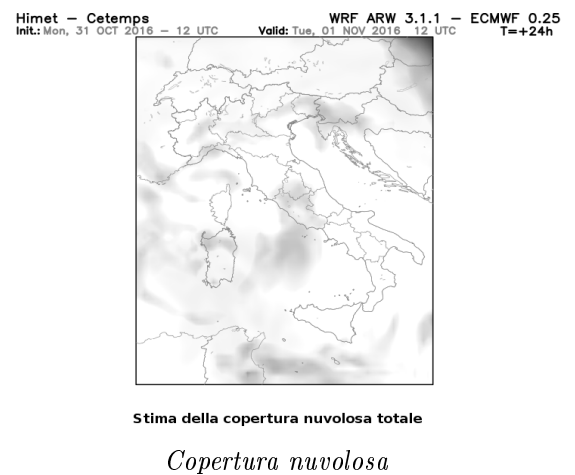 Himet – Cetemps WRF ARW 3.1.1 – ECMWF 0.25
Init.: Mon, 31 OCT 2016 – 12 UTC Valid: Tue, 01 NOV 2016 12 UTC T=+24h
Stima della copertura nuvolosa totale
Copertura nuvolosa